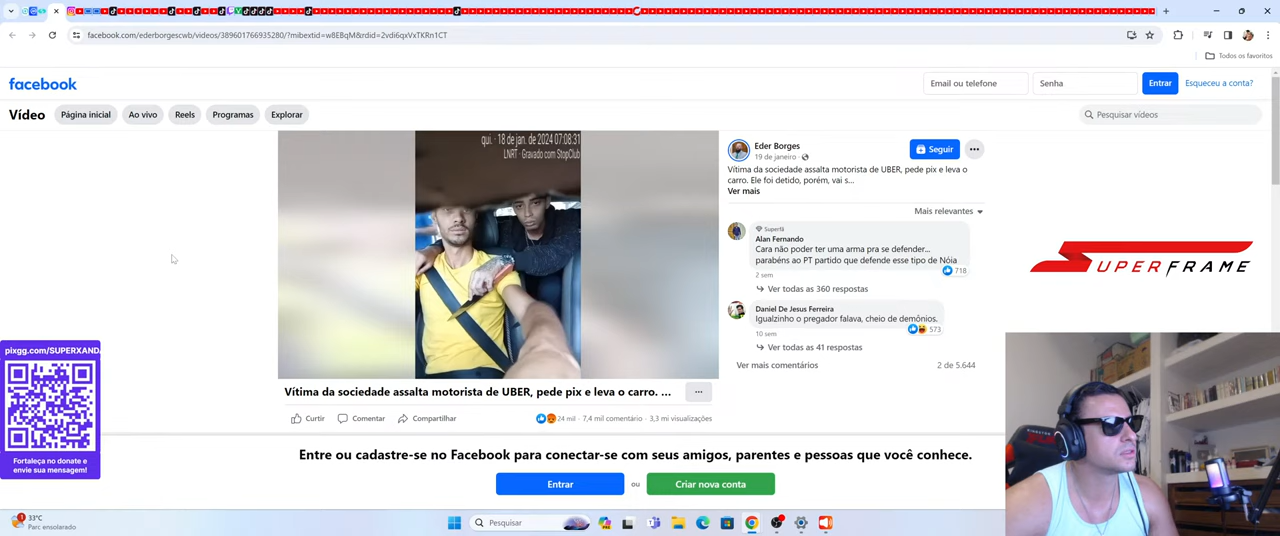 facebook.com/ederborgescwb/videos/389601766935280/?mibextid=w8EBqM&rdid=2vdi6qxVxTKRn1CT
Todos os favoritos
facebook
Email ou telefone
Senha
Entrar
Esqueceu a conta?
Vídeo
Página inicial
Ao vivo
Reels
Programas
Explorar
Pesquisar vídeos
qui. · 18 de jan. de 2024 07:08:31
LNRT · Gravado com StopClub
Eder Borges
19 de janeiro ·
Seguir
Vítima da sociedade assalta motorista de UBER, pede pix e leva o
carro. Ele foi detido, porém, vai s...
Ver mais
Mais relevantes
Superfã
Alan Fernando
Cara não poder ter uma arma pra se defender...
parabéns ao PT partido que defende esse tipo de Nóia
718
2 sem
Ver todas as 360 respostas
Daniel De Jesus Ferreira
Igualzinho o pregador falava, cheio de demônios.
573
10 sem
Ver todas as 41 respostas
Ver mais comentários
2 de 5.644
SUPERFRAME
Vítima da sociedade assalta motorista de UBER, pede pix e leva o carro. ...
Curtir
Comentar
Compartilhar
24 mil · 7,4 mil comentário · 3,3 mi visualizações
pixgg.com/SUPERXANDA
Fortaleça no donate e
envie sua mensagem!
Entre ou cadastre-se no Facebook para conectar-se com seus amigos, parentes e pessoas que você conhece.
Entrar
ou
Criar nova conta
1
33°C
Parc ensolarado
Pesquisar